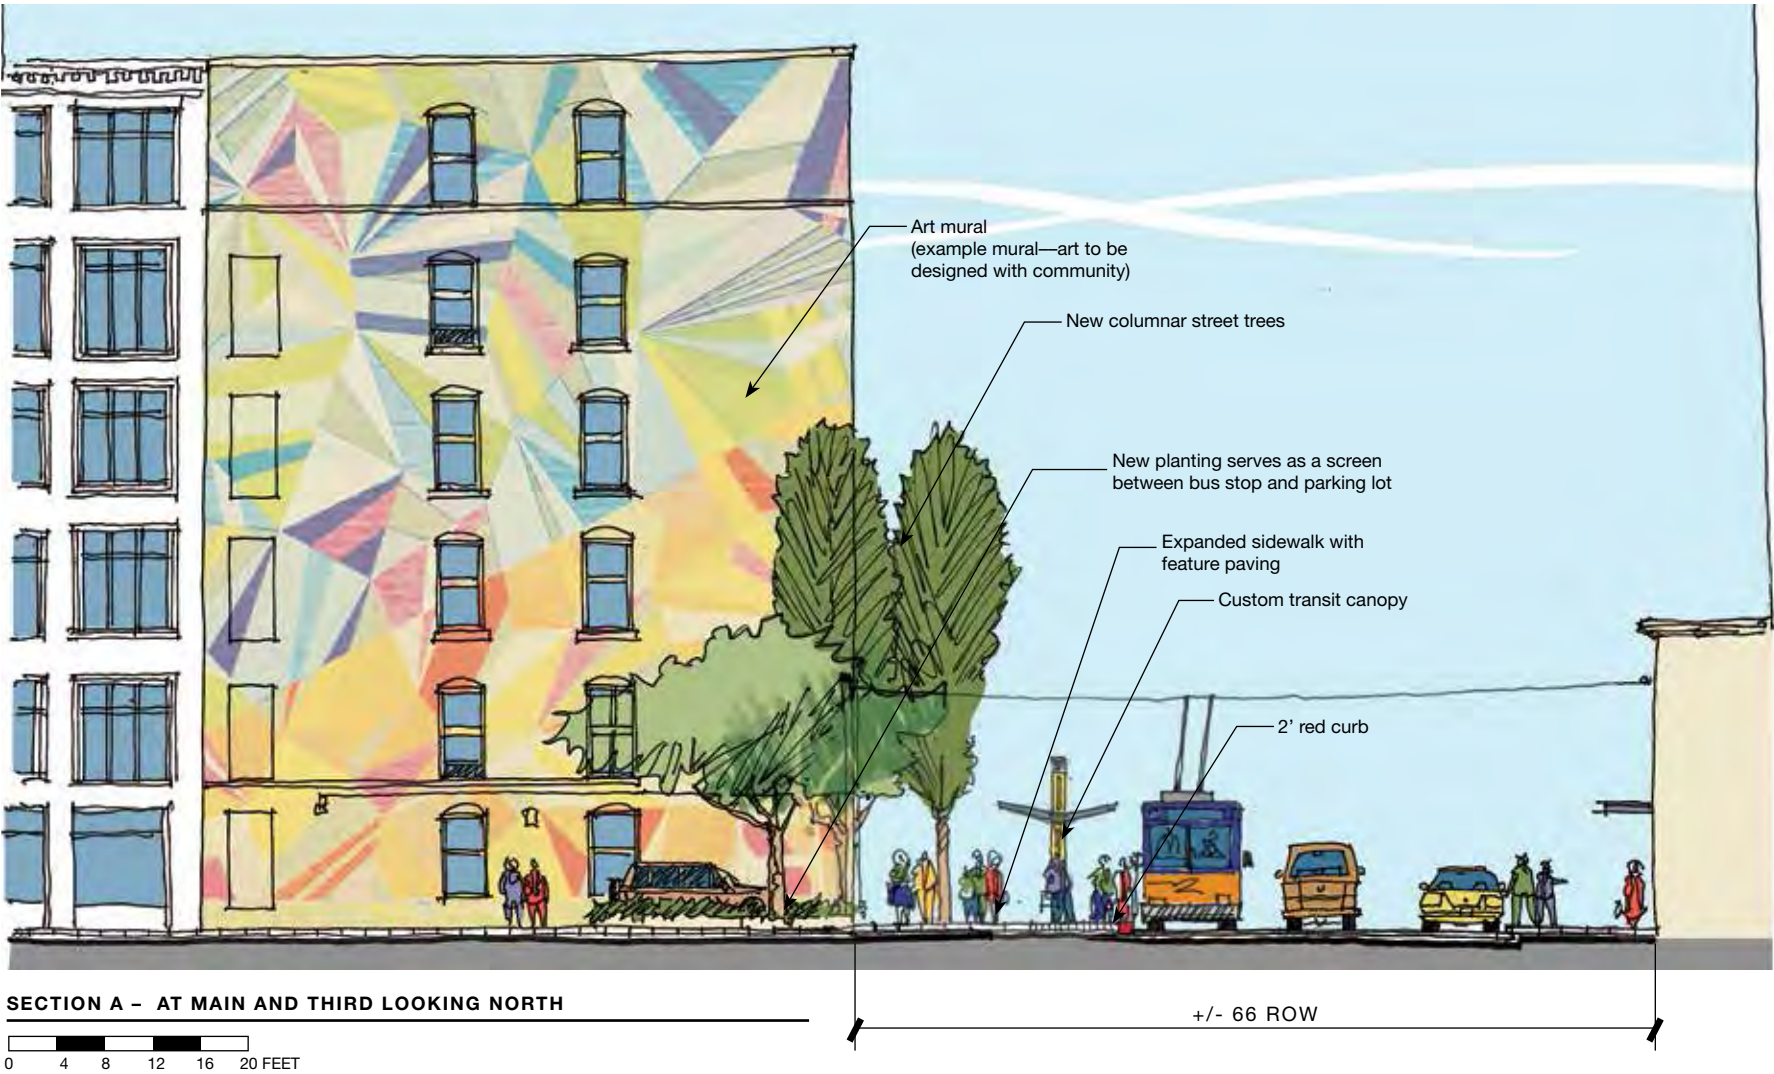 Art mural
(example mural—art to be
designed with community)
New columnar street trees
New planting serves as a screen
between bus stop and parking lot
Expanded sidewalk with
feature paving
Custom transit canopy
2’ red curb
SECTION A – AT MAIN AND THIRD LOOKING NORTH
+/- 66 ROW
0 4 8 12 16 20 FEET